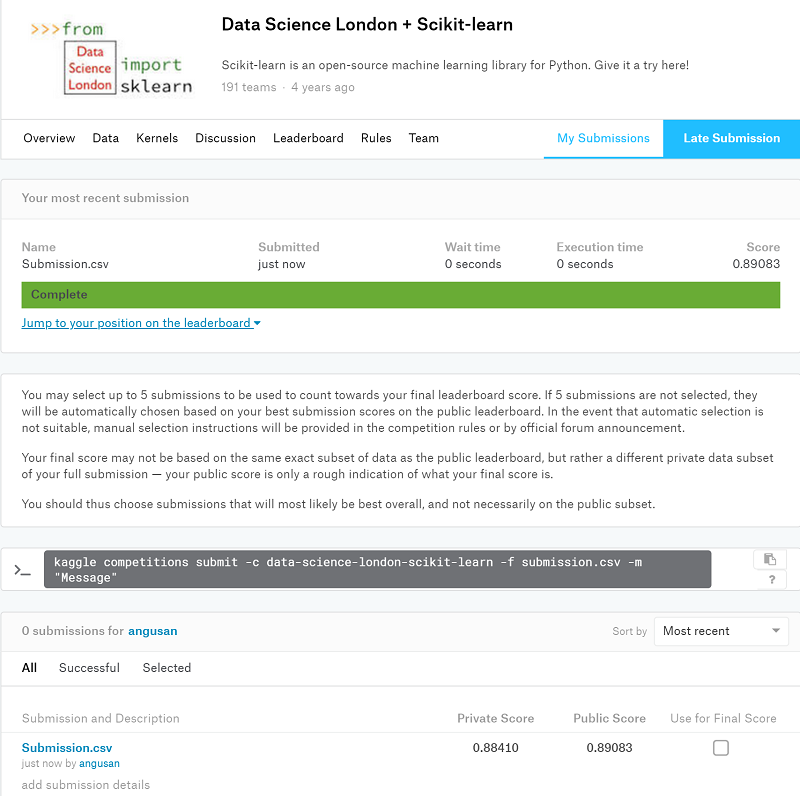 >>>from
Data
Science
London
import
sklearn
Data Science London + Scikit-learn
Scikit-learn is an open-source machine learning library for Python. Give it a try here!
191 teams · 4 years ago
Overview Data Kernels Discussion Leaderboard Rules Team My Submissions Late Submission
Your most recent submission
Name Submitted Wait time Execution time Score
Submission.csv just now 0 seconds 0 seconds 0.89083
Complete
Jump to your position on the leaderboard
You may select up to 5 submissions to be used to count towards your final leaderboard score. If 5 submissions are not selected, they
will be automatically chosen based on your best submission scores on the public leaderboard. In the event that automatic selection is
not suitable, manual selection instructions will be provided in the competition rules or by official forum announcement.
Your final score may not be based on the same exact subset of data as the public leaderboard, but rather a different private data subset
of your full submission — your public score is only a rough indication of what your final score is.
You should thus choose submissions that will most likely be best overall, and not necessarily on the public subset.
>_ kaggle competitions submit -c data-science-london-scikit-learn -f submission.csv -m
"Message"
?
0 submissions for angusan Sort by Most recent
All Successful Selected
Submission and Description Private Score Public Score Use for Final Score
Submission.csv 0.88410 0.89083
just now by angusan
add submission details